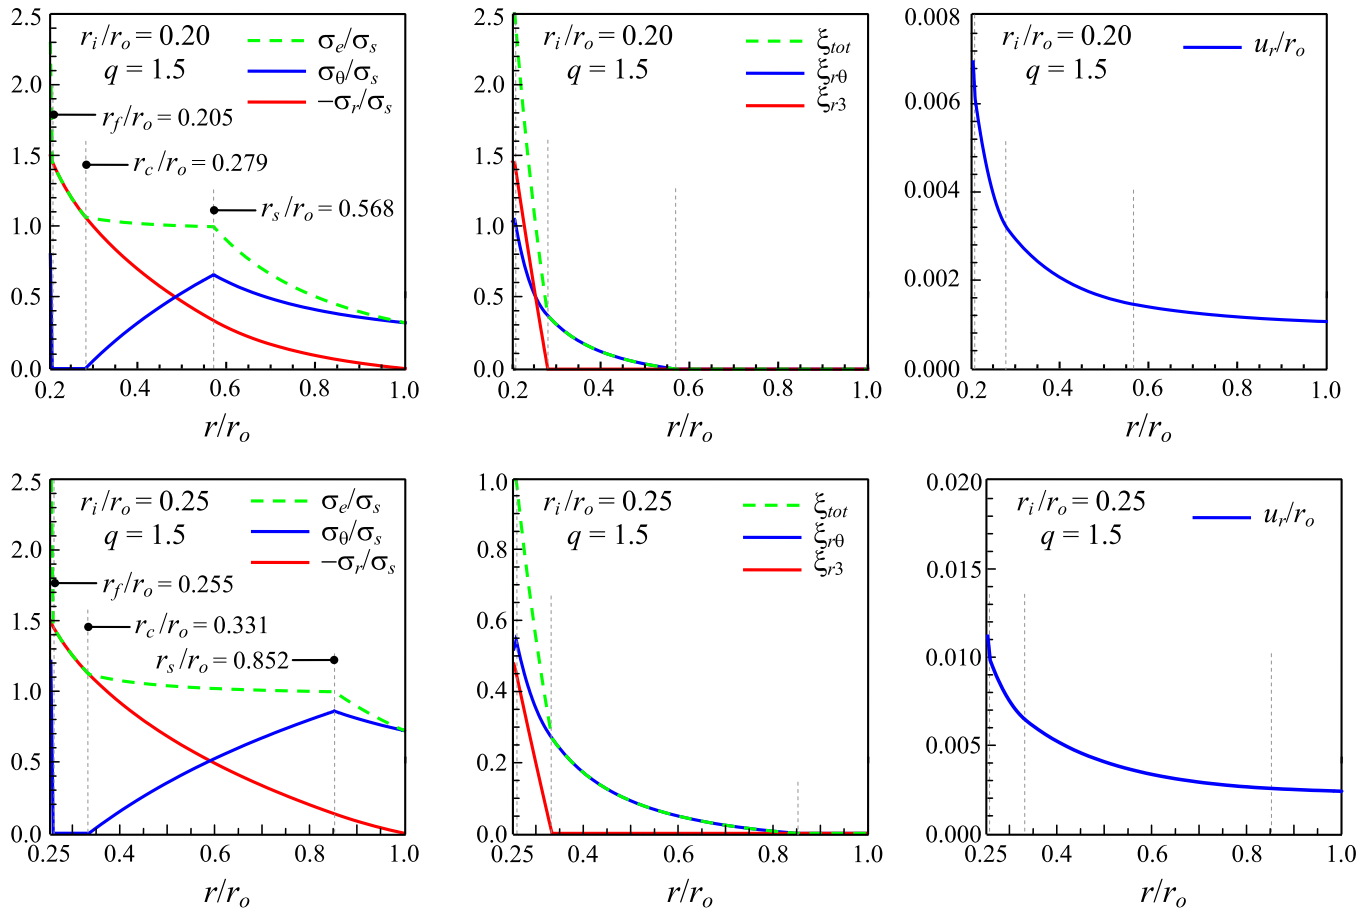 2.5
2.0
1.5
1.0
0.5
0.0
r_i/r_o = 0.20
q = 1.5
σ_e/σ_s
σ_θ/σ_s
−σ_r/σ_s
r_f/r_o = 0.205
r_c/r_o = 0.279
r_s/r_o = 0.568
0.2 0.4 0.6 0.8 1.0
r/r_o
2.5
2.0
1.5
1.0
0.5
0.0
r_i/r_o = 0.20
q = 1.5
ξ_tot
ξ_rθ
ξ_r3
0.2 0.4 0.6 0.8 1.0
r/r_o
0.008
0.006
0.004
0.002
0.000
r_i/r_o = 0.20
q = 1.5
u_r/r_o
0.2 0.4 0.6 0.8 1.0
r/r_o
2.5
2.0
1.5
1.0
0.5
0.0
r_i/r_o = 0.25
q = 1.5
σ_e/σ_s
σ_θ/σ_s
−σ_r/σ_s
r_f/r_o = 0.255
r_c/r_o = 0.331
r_s/r_o = 0.852
0.25 0.4 0.6 0.8 1.0
r/r_o
1.0
0.8
0.6
0.4
0.2
0.0
r_i/r_o = 0.25
q = 1.5
ξ_tot
ξ_rθ
ξ_r3
0.25 0.4 0.6 0.8 1.0
r/r_o
0.020
0.015
0.010
0.005
0.000
r_i/r_o = 0.25
q = 1.5
u_r/r_o
0.25 0.4 0.6 0.8 1.0
r/r_o